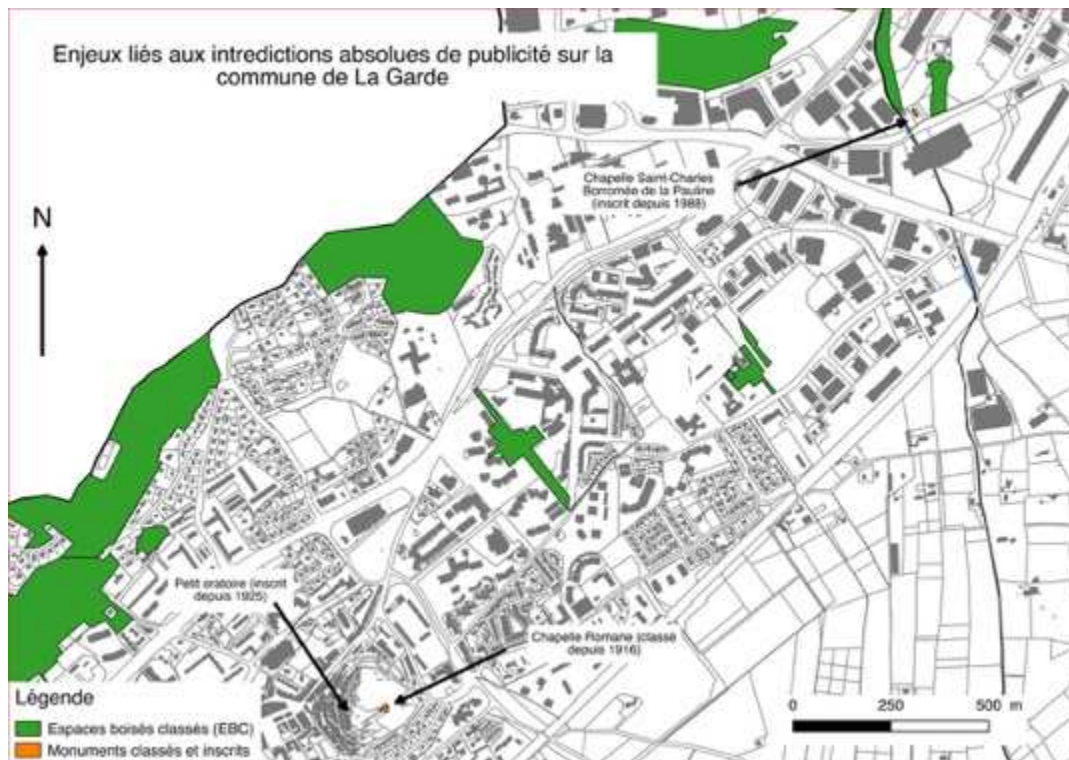 Enjeux liés aux intredictions absolues de publicité sur la
commune de La Garde
N
Chapelle Saint-Charles
Borromée de la Pauline
(inscrit depuis 1988)
Petit oratoire (inscrit
depuis 1925)
Chapelle Romane (classé
depuis 1916)
Légende
Espaces boisés classés (EBC)
Monuments classés et inscrits
0 250 500 m